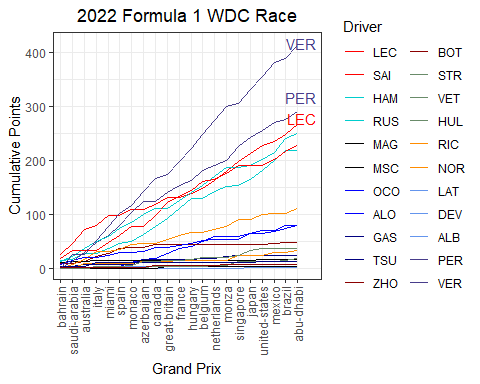 2022 Formula 1 WDC Race
Cumulative Points
400
300
200
100
0
VER
PER
LEC
bahrain
saudi-arabia
australia
italy
miami
spain
monaco
azerbaijan
canada
great-britain
france
hungary
belgium
netherlands
monza
singapore
japan
united-states
mexico
brazil
abu-dhabi
Grand Prix
Driver
LEC
SAI
HAM
RUS
MAG
MSC
OCO
ALO
GAS
TSU
ZHO
BOT
STR
VET
HUL
RIC
NOR
LAT
DEV
ALB
PER
VER